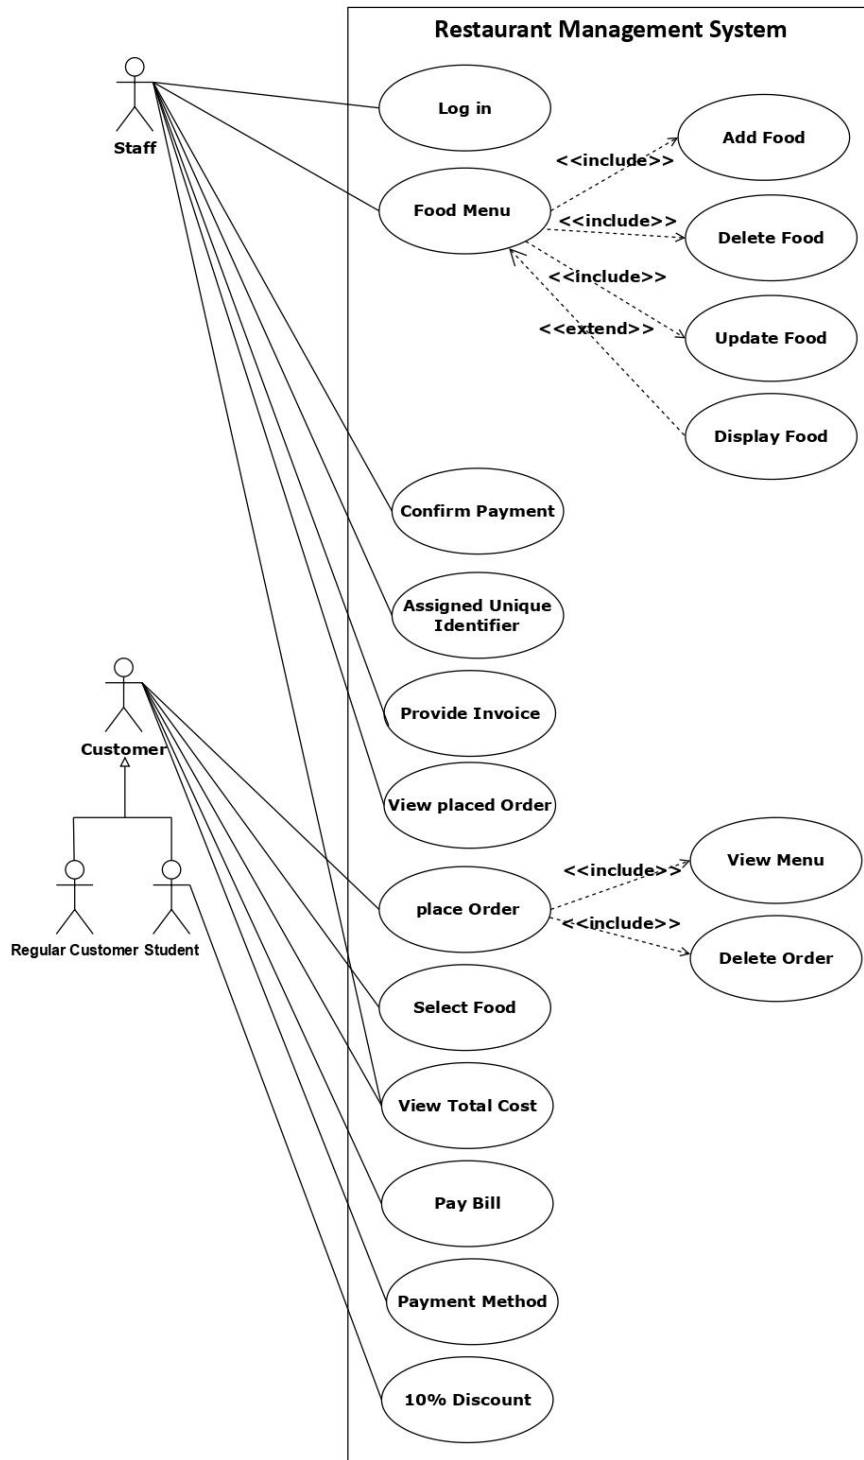 Restaurant Management System
Staff
Log in
Food Menu
<<include>>
Add Food
<<include>>
Delete Food
<<include>>
Update Food
<<extend>>
Display Food
Confirm Payment
Assigned Unique
Identifier
Customer
Provide Invoice
View placed Order
Regular Customer
Student
place Order
<<include>>
View Menu
<<include>>
Delete Order
Select Food
View Total Cost
Pay Bill
Payment Method
10% Discount